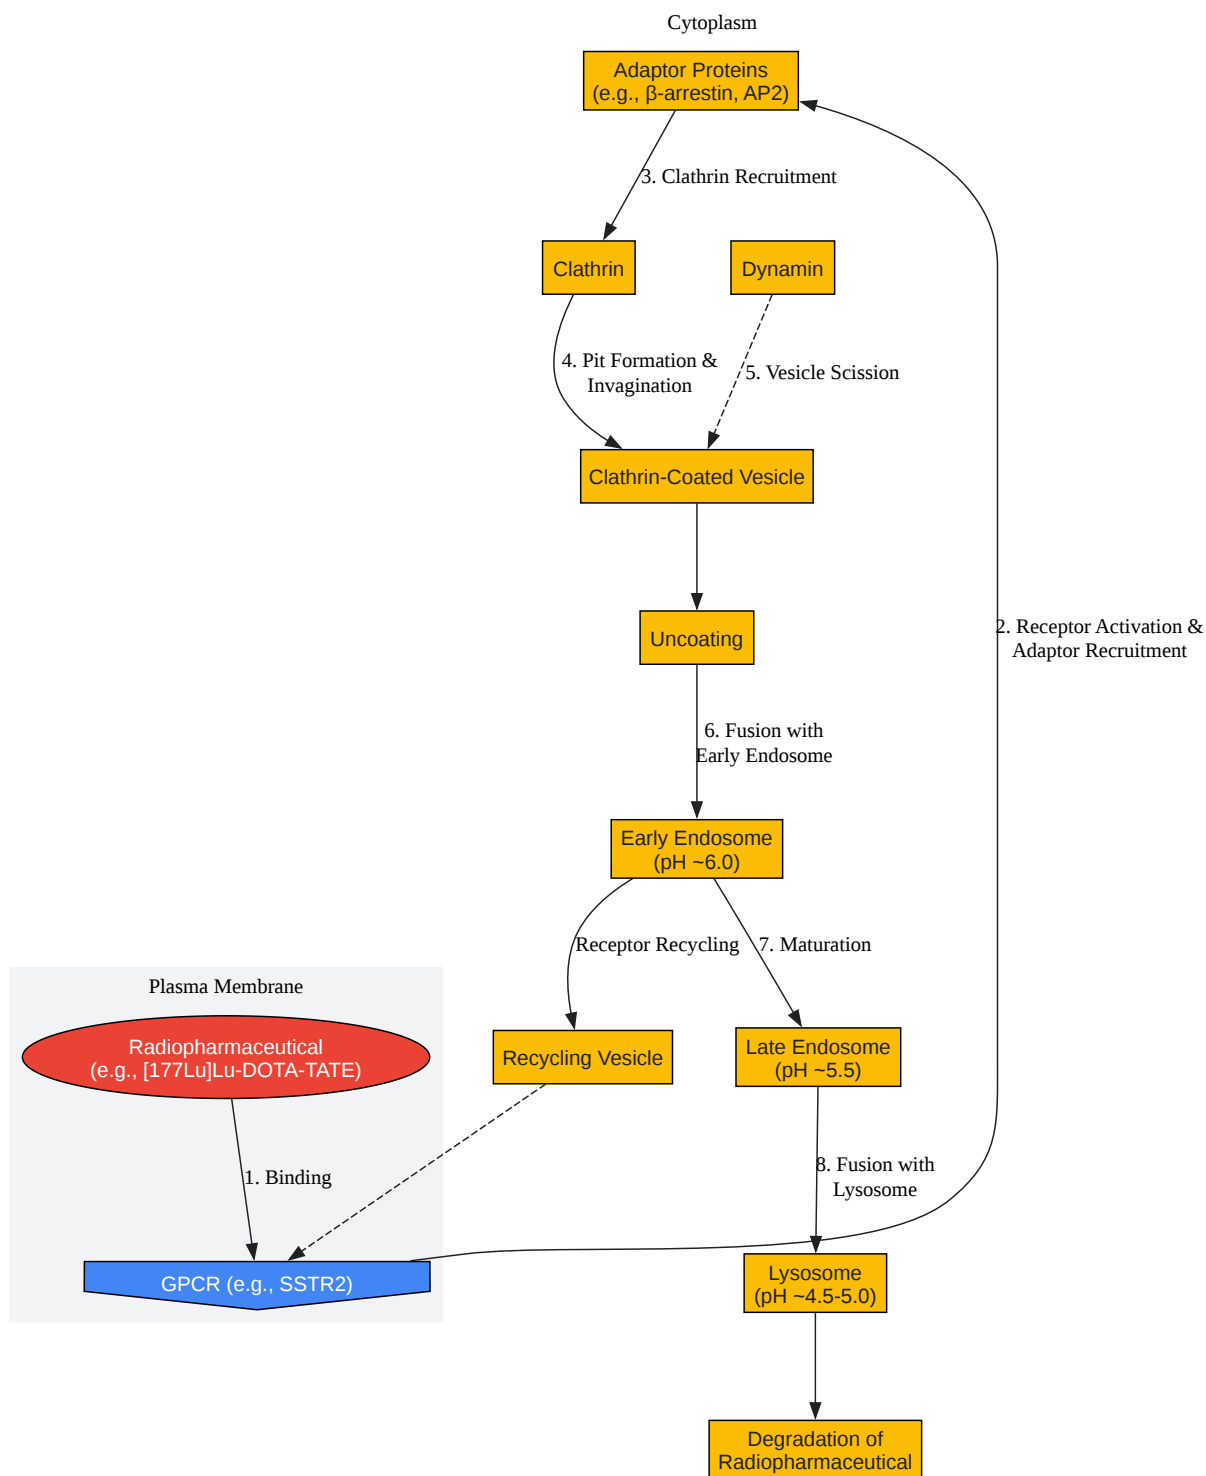 Cytoplasm
Adaptor Proteins
(e.g., β-arrestin, AP2)
3. Clathrin Recruitment
Clathrin
Dynamin
4. Pit Formation &
Invagination
5. Vesicle Scission
Clathrin-Coated Vesicle
Uncoating
2. Receptor Activation &
Adaptor Recruitment
6. Fusion with
Early Endosome
Early Endosome
(pH ~6.0)
Receptor Recycling
7. Maturation
Plasma Membrane
Radiopharmaceutical
(e.g., [177Lu]Lu-DOTA-TATE)
Recycling Vesicle
Late Endosome
(pH ~5.5)
1. Binding
8. Fusion with
Lysosome
GPCR (e.g., SSTR2)
Lysosome
(pH ~4.5-5.0)
Degradation of
Radiopharmaceutical